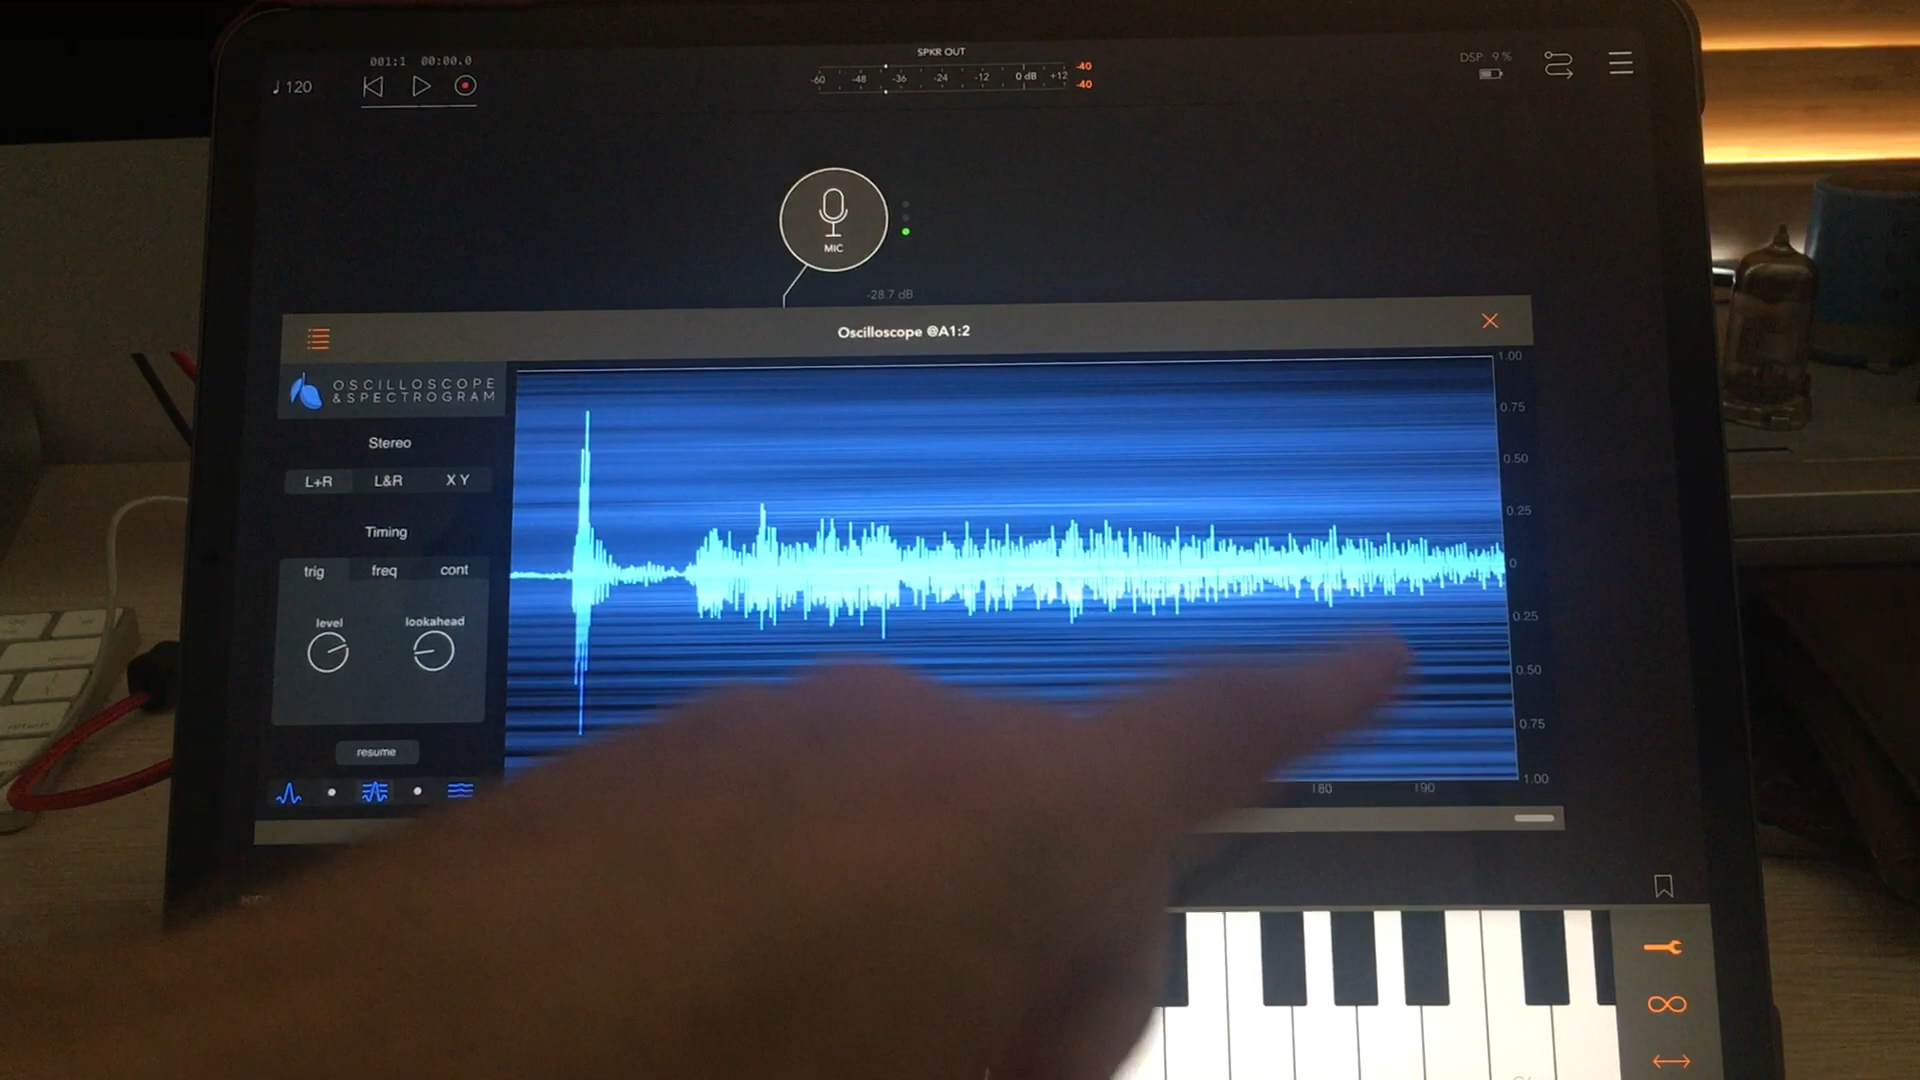 SPKR OUT
001:1 00:00.0
DSP: 9 %
♩ 120
-60 -48 -36 -24 -12 0 dB +12
-40
-40
MIC
-28.7 dB
Oscilloscope @A1:2
OSCILLOSCOPE
& SPECTROGRAM
Stereo
L+R L&R X Y
Timing
trig freq cont
level lookahead
resume
1.00
0.75
0.50
0.25
0
0.25
0.50
0.75
1.00
180 190
return